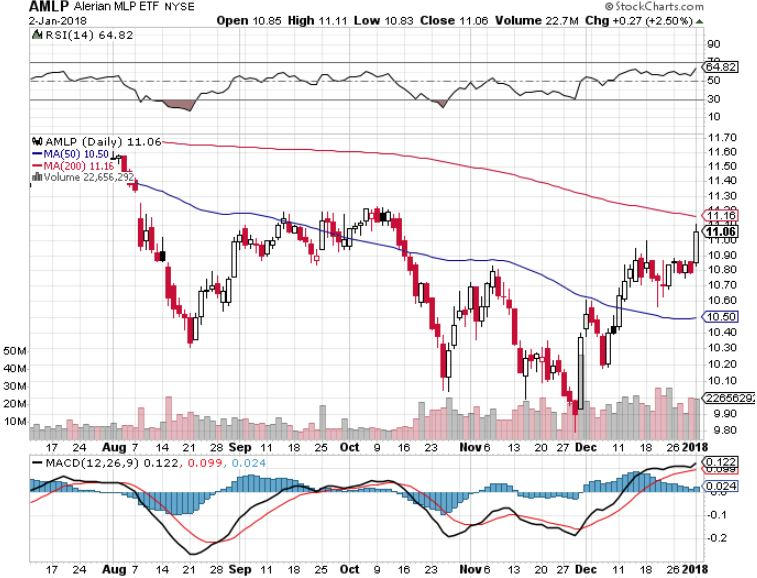 AMLP Alerian MLP ETF NYSE © StockCharts.com
2-Jan-2018 Open 10.85 High 11.11 Low 10.83 Close 11.06 Volume 22.7M Chg +0.27 (+2.50%)
RSI(14) 64.82
90
70
64.82
50
30
10
AMLP (Daily) 11.06
MA(50) 10.50
MA(200) 11.16
Volume 22,656,292
11.70
11.60
11.50
11.40
11.30
11.20
11.16
11.06
11.00
10.90
10.80
10.70
10.60
10.50
10.40
10.30
10.20
10.10
22656292
9.90
9.80
50M
40M
30M
20M
10M
17 24 Aug 7 14 21 28 Sep 11 18 25 Oct 9 16 23 Nov 6 13 20 27 Dec 11 18 26 2018
MACD(12,26,9) 0.122, 0.099, 0.024
0.122
0.099
0.024
0.0
-0.1
-0.2
17 24 Aug 7 14 21 28 Sep 11 18 25 Oct 9 16 23 Nov 6 13 20 27 Dec 11 18 26 2018